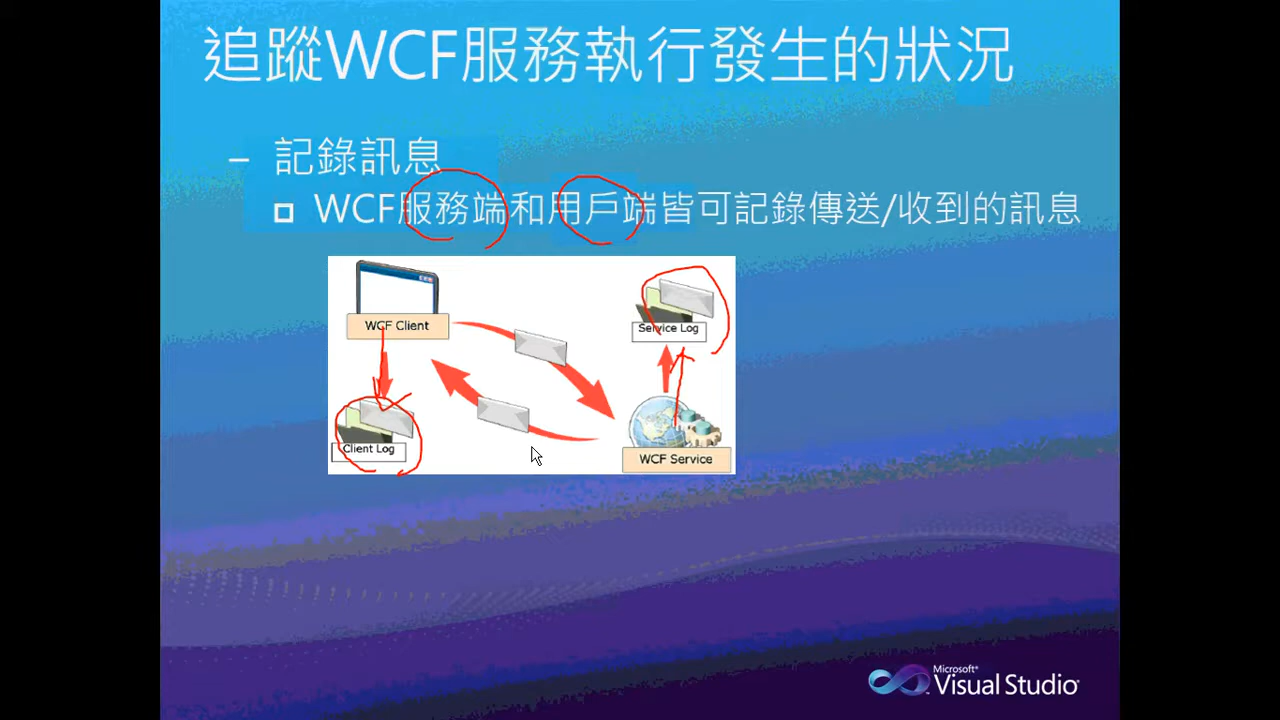 追蹤WCF服務執行發生的狀況
– 記錄訊息
WCF服務端和用戶端皆可記錄傳送/收到的訊息
WCF Client
Service Log
Client Log
WCF Service
Microsoft®
Visual Studio®